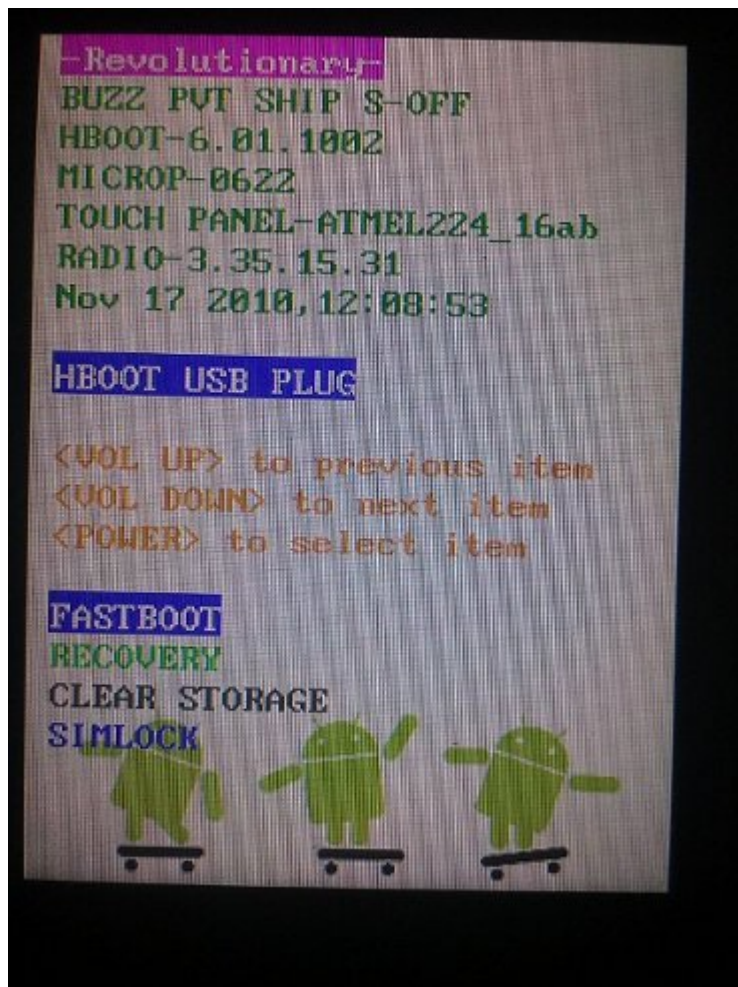 -Revolutionary-
BUZZ PVT SHIP S-OFF
HBOOT-6.01.1002
MICROP-0622
TOUCH PANEL-ATMEL224_16ab
RADIO-3.35.15.31
Nov 17 2010,12:08:53
HBOOT USB PLUG
<VOL UP> to previous item
<VOL DOWN> to next item
<POWER> to select item
FASTBOOT
RECOVERY
CLEAR STORAGE
SIMLOCK